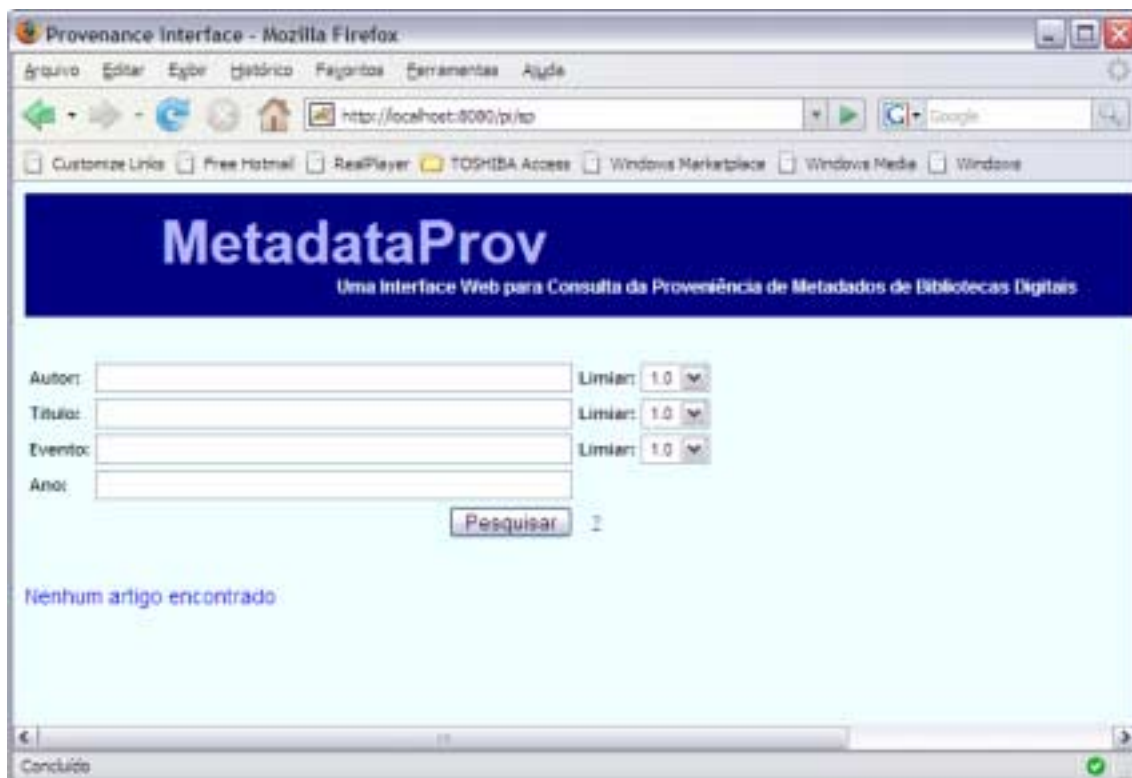 Provenance Interface - Mozilla Firefox
Arquivo Editar Exibir Histórico Favoritos Ferramentas Ajuda
http://localhost:8080/pi/sp
Google
Customize Links Free Hotmail RealPlayer TOSHIBA Access Windows Marketplace Windows Media Windows
MetadataProv
Uma Interface Web para Consulta da Proveniência de Metadados de Bibliotecas Digitais
Autor: Limiar: 1.0
Título: Limiar: 1.0
Evento: Limiar: 1.0
Ano:
Pesquisar ?
Nenhum artigo encontrado
Concluído